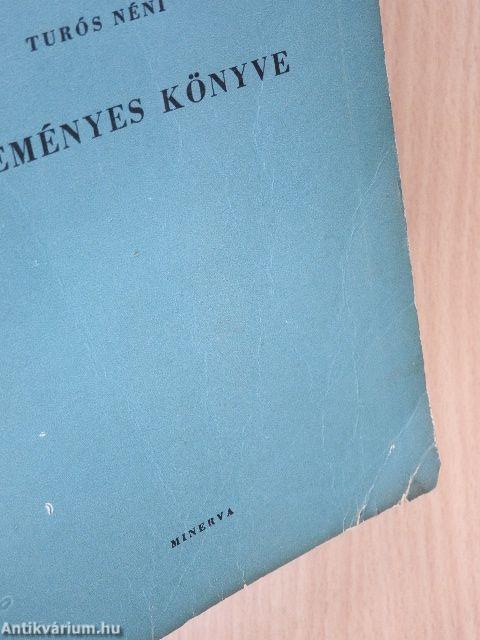 TURÓS NÉNI
EMÉNYES KÖNYVE
MINERVA
Antikvárium.hu